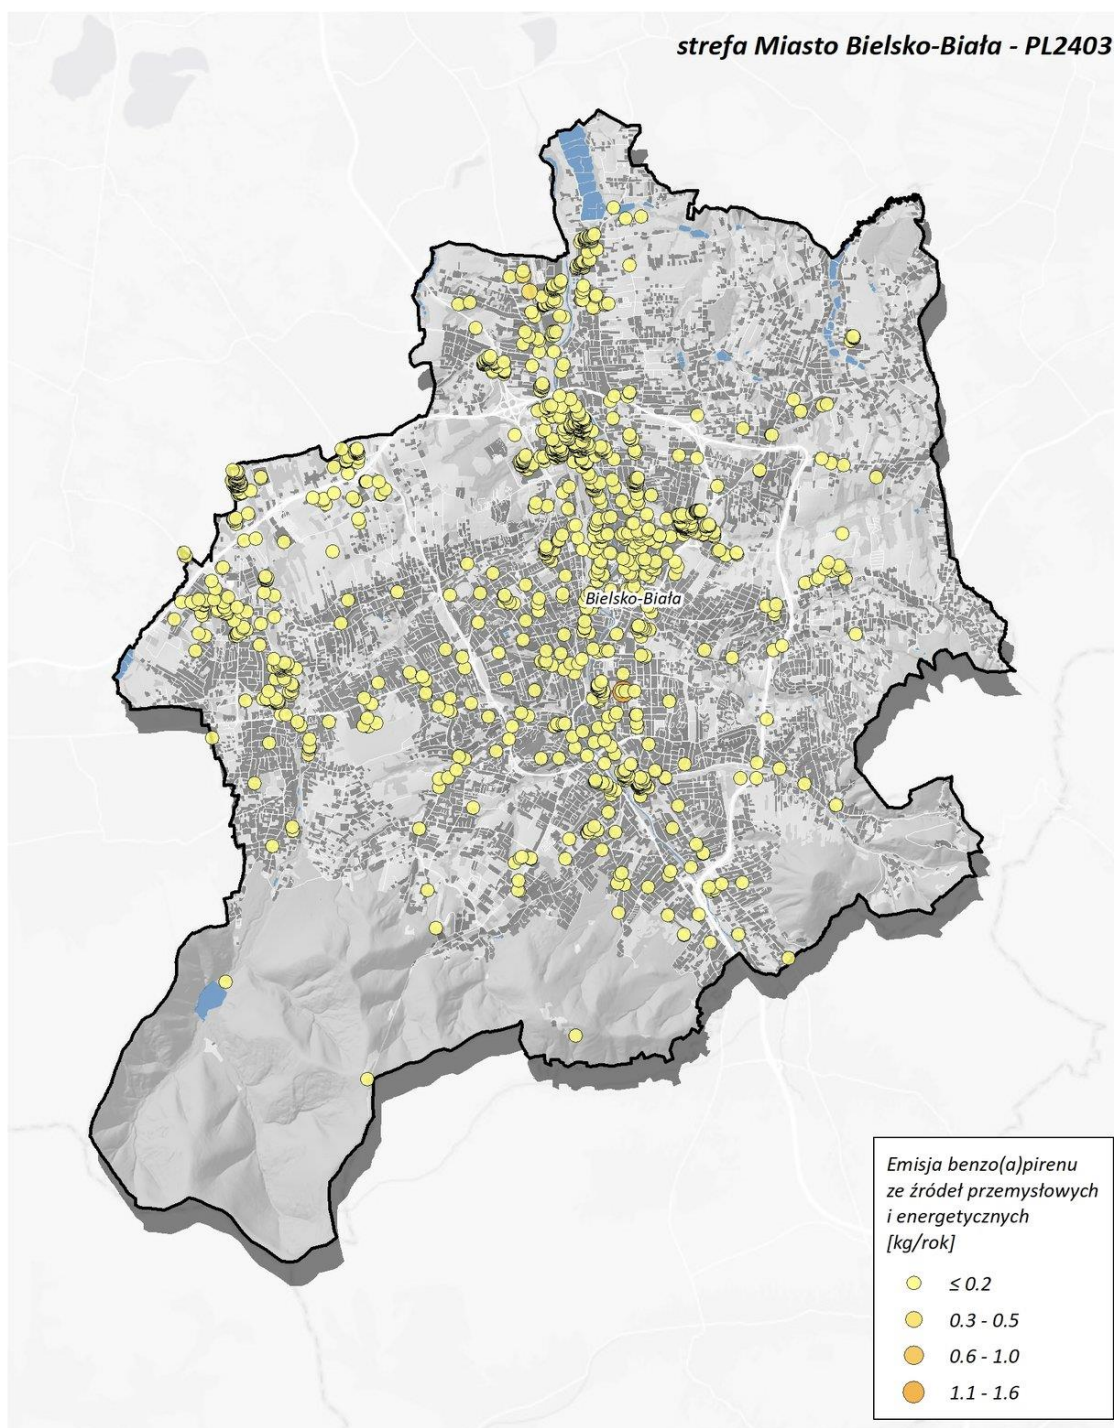 strefa Miasto Bielsko-Biała - PL2403
Bielsko-Biała
Emisja benzo(a)pirenu
ze źródeł przemysłowych
i energetycznych
[kg/rok]
≤ 0.2
0.3 - 0.5
0.6 - 1.0
1.1 - 1.6